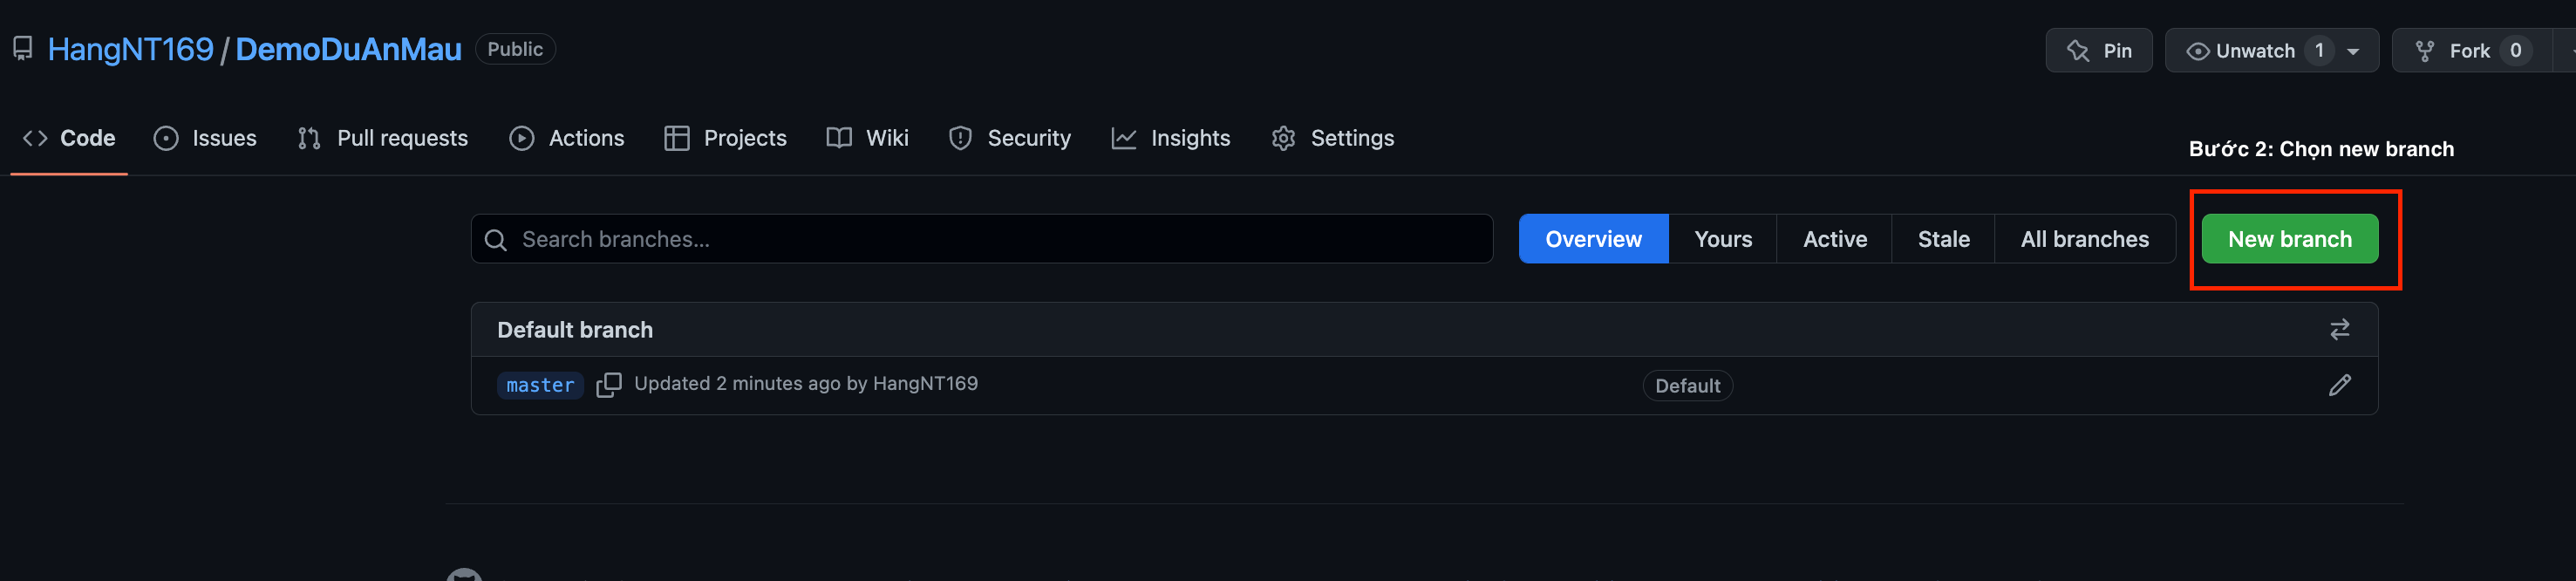 HangNT169 / DemoDuAnMau Public
Pin Unwatch 1 Fork 0
Code Issues Pull requests Actions Projects Wiki Security Insights Settings
Bước 2: Chọn new branch
Search branches...
Overview Yours Active Stale All branches New branch
Default branch
master Updated 2 minutes ago by HangNT169 Default